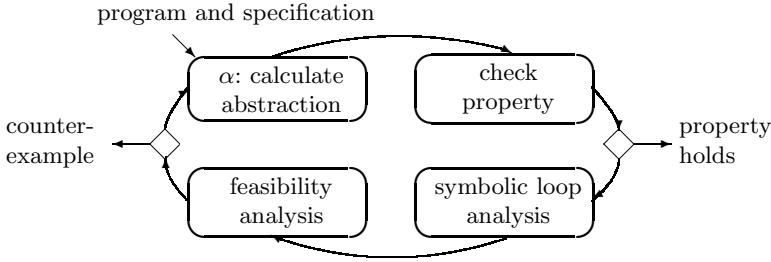 program and specification
α: calculate
abstraction
check
property
counter-
example
property
holds
feasibility
analysis
symbolic loop
analysis